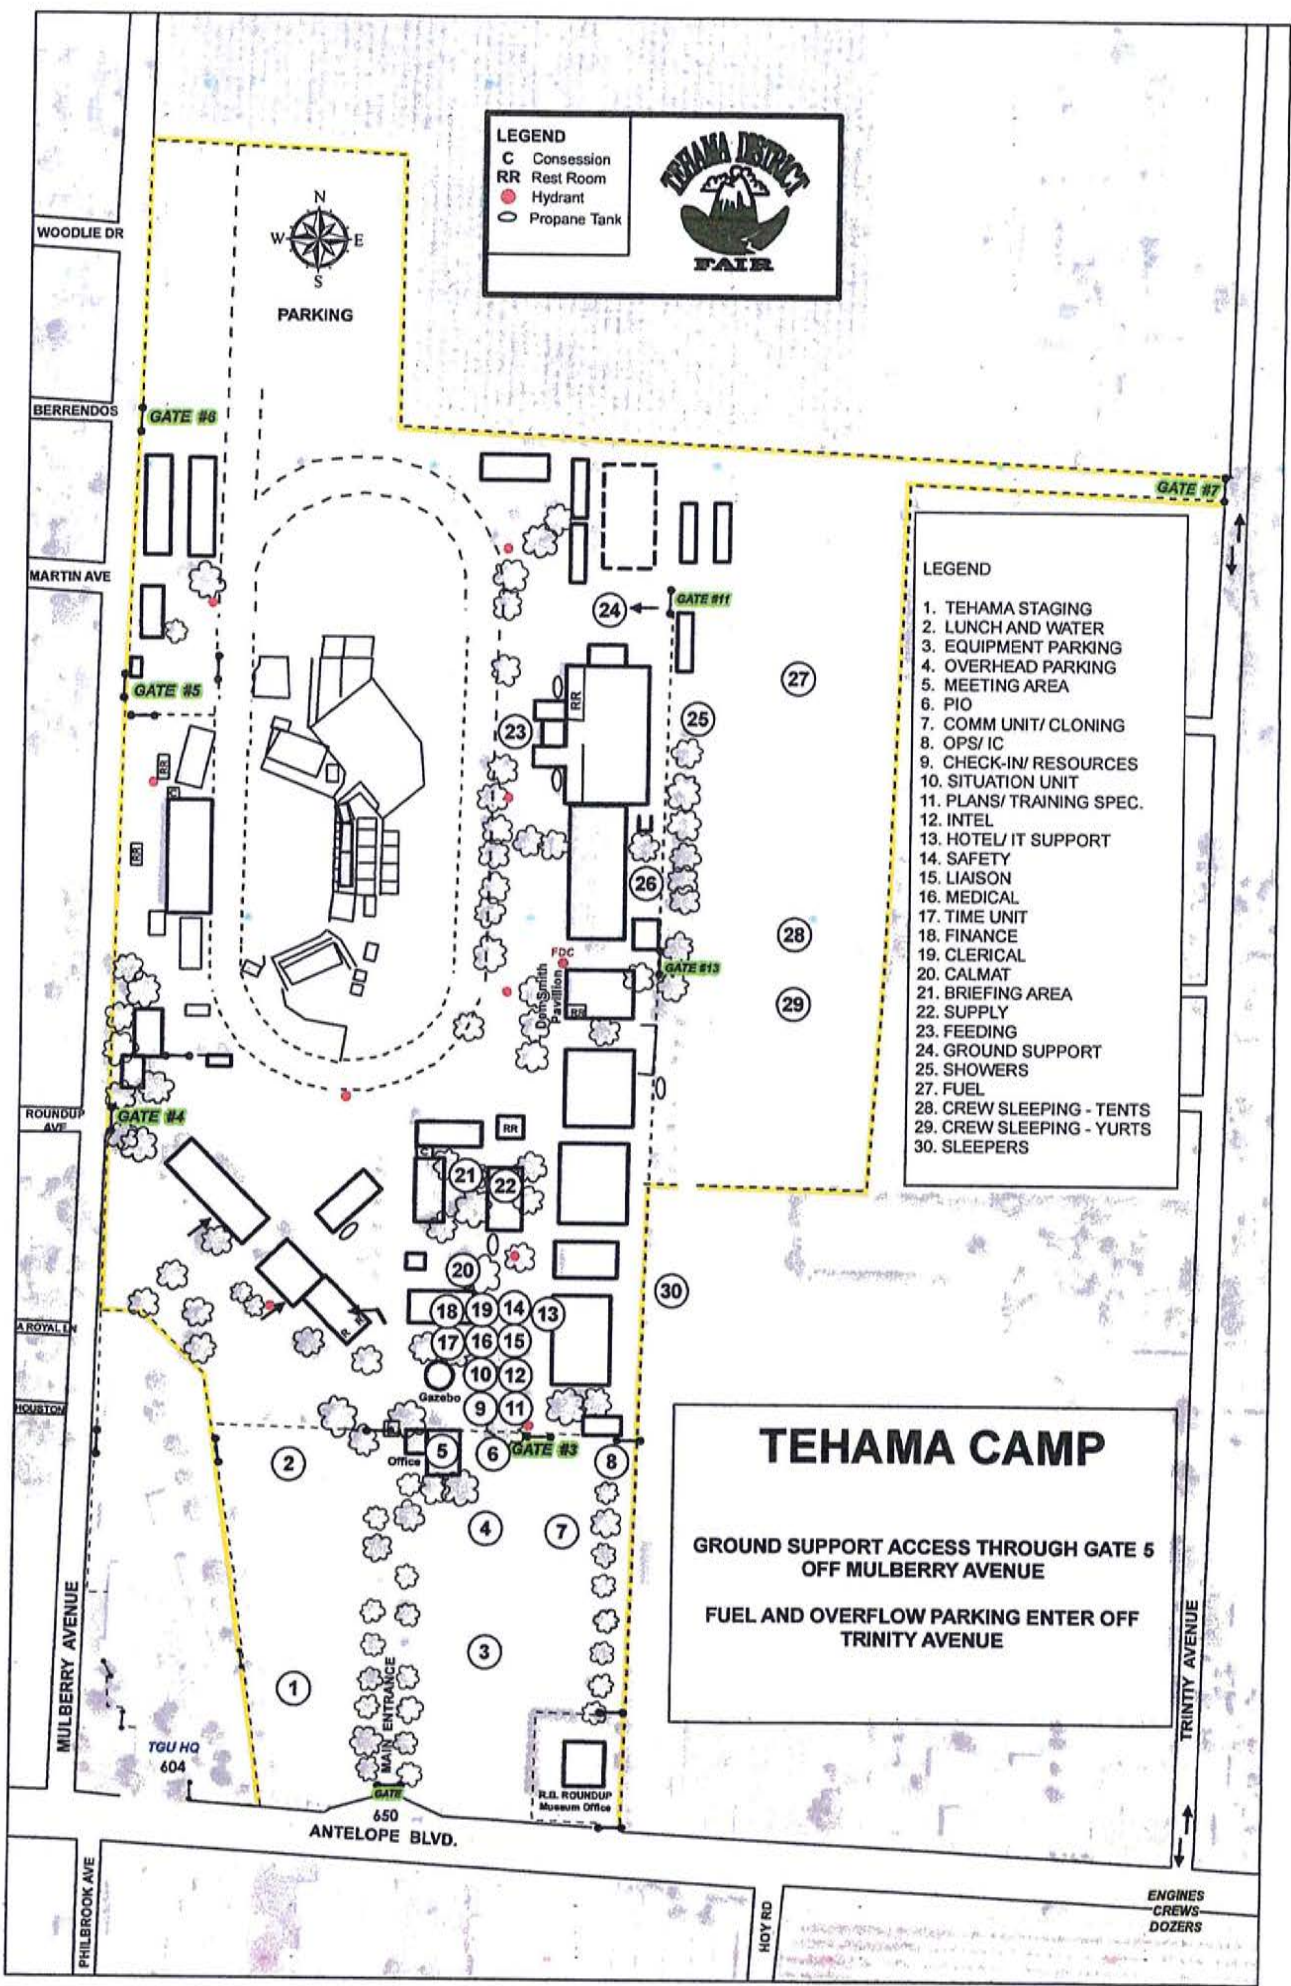 LEGEND
C Consession
RR Rest Room
Hydrant
Propane Tank
TEHAMA DISTRICT
FAIR
N
W E
S
PARKING
WOODLIE DR
BERRENDOS
GATE #6
GATE #7
MARTIN AVE
24
GATE #11
27
GATE #5
RR
25
23
RR
C
RR
26
28
FDC
GATE #13
Don Smith
Pavillion
29
ROUNDUP
AVE
GATE #4
RR
C
21
22
20
30
18 19 14 13
17 16 15
10 12
Gazebo
9 11
A ROYAL LN
HOUSTON
R R
GATE #3
Office
5
6
8
2
4
7
3
1
MAIN ENTRANCE
MULBERRY AVENUE
TGU HQ
604
GATE
650
ANTELOPE BLVD.
R.B. ROUNDUP
Museum Office
PHILBROOK AVE
HOY RD
TRINTIY AVENUE
ENGINES
CREWS
DOZERS
LEGEND
1. TEHAMA STAGING
2. LUNCH AND WATER
3. EQUIPMENT PARKING
4. OVERHEAD PARKING
5. MEETING AREA
6. PIO
7. COMM UNIT/ CLONING
8. OPS/ IC
9. CHECK-IN/ RESOURCES
10. SITUATION UNIT
11. PLANS/ TRAINING SPEC.
12. INTEL
13. HOTEL/ IT SUPPORT
14. SAFETY
15. LIAISON
16. MEDICAL
17. TIME UNIT
18. FINANCE
19. CLERICAL
20. CALMAT
21. BRIEFING AREA
22. SUPPLY
23. FEEDING
24. GROUND SUPPORT
25. SHOWERS
27. FUEL
28. CREW SLEEPING - TENTS
29. CREW SLEEPING - YURTS
30. SLEEPERS
TEHAMA CAMP
GROUND SUPPORT ACCESS THROUGH GATE 5
OFF MULBERRY AVENUE
FUEL AND OVERFLOW PARKING ENTER OFF
TRINITY AVENUE